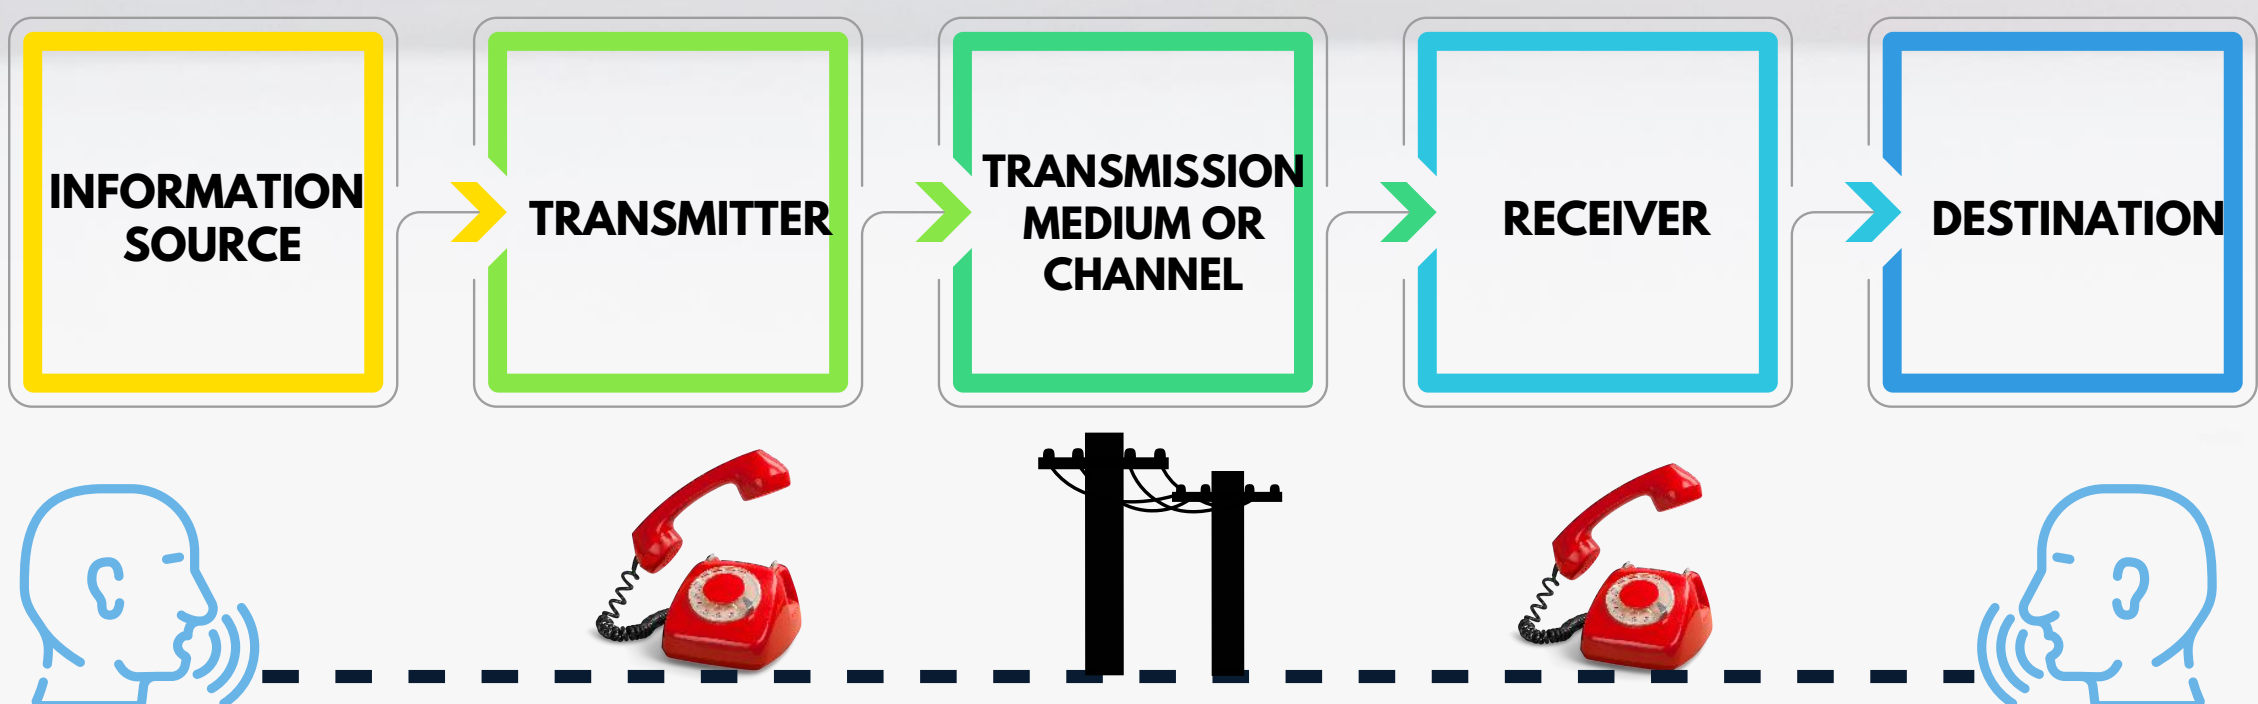 INFORMATION
SOURCE
TRANSMITTER
TRANSMISSION
MEDIUM OR
CHANNEL
RECEIVER
DESTINATION